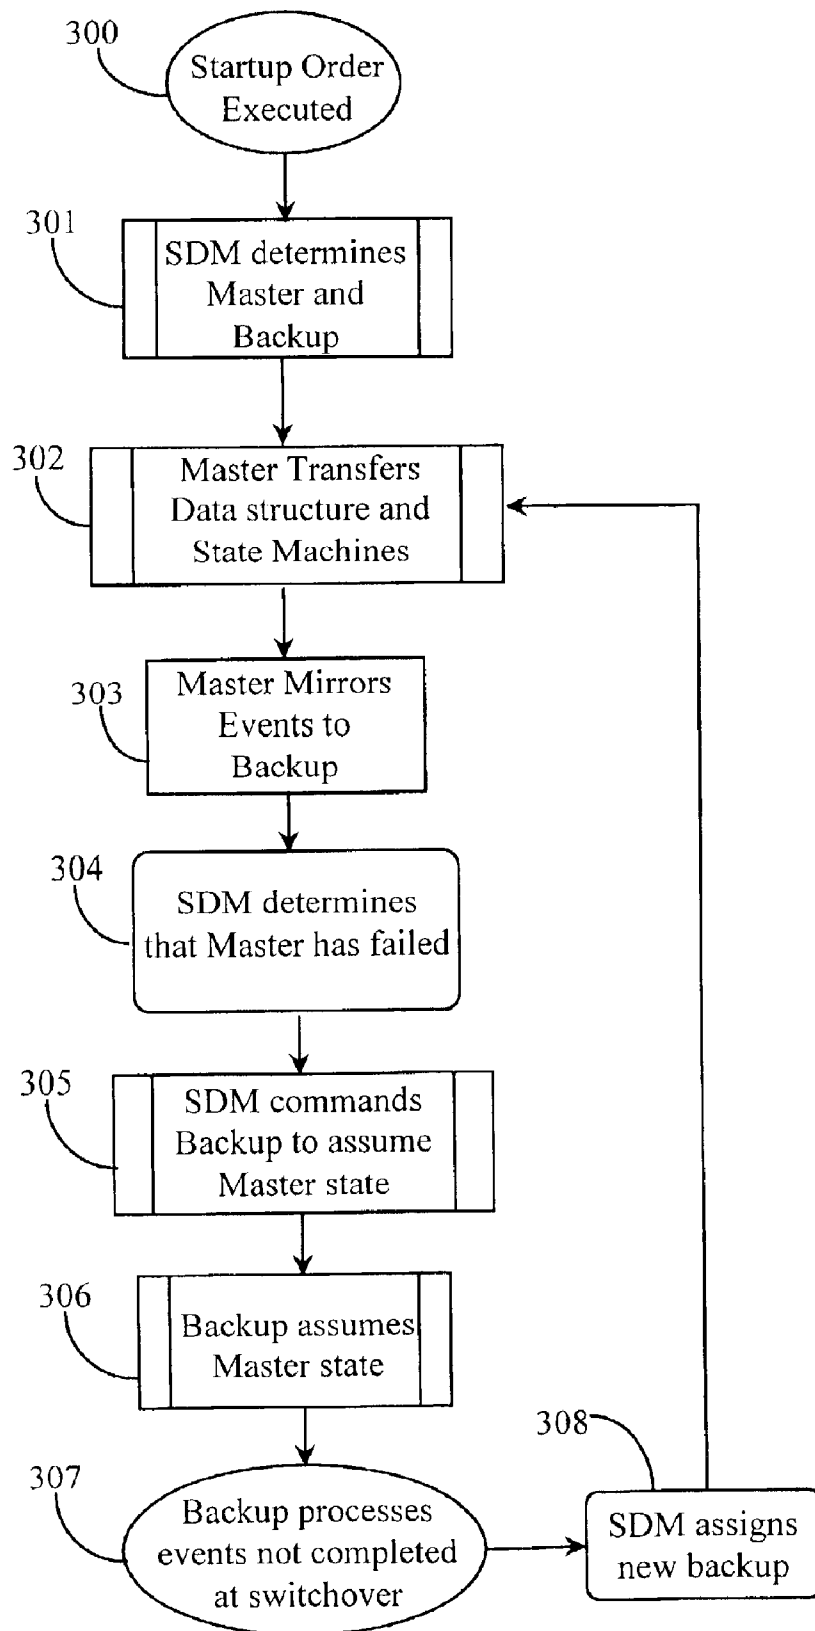 300
Startup Order
Executed
301
SDM determines
Master and
Backup
302
Master Transfers
Data structure and
State Machines
303
Master Mirrors
Events to
Backup
304
SDM determines
that Master has failed
305
SDM commands
Backup to assume
Master state
306
Backup assumes
Master state
307
Backup processes
events not completed
at switchover
308
SDM assigns
new backup